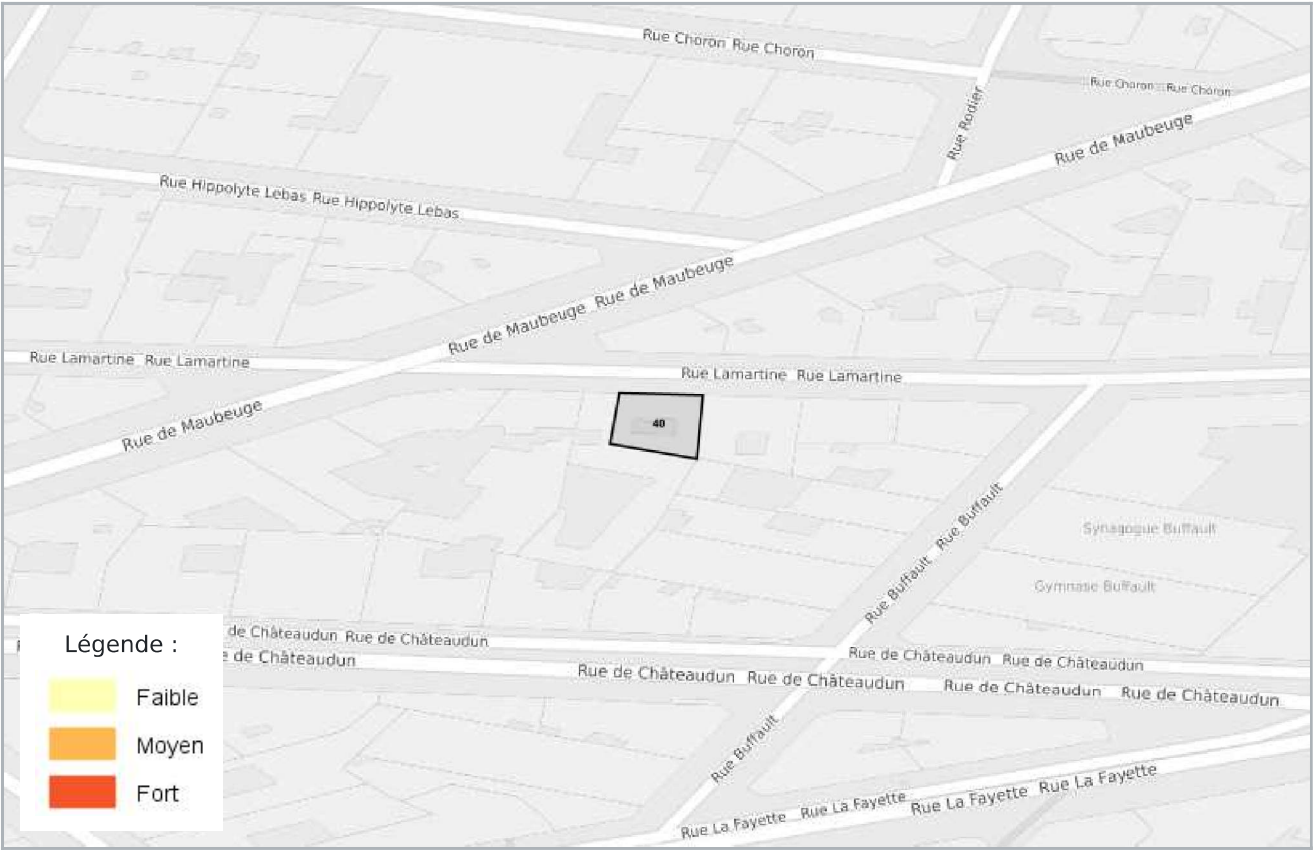 Rue Choron Rue Choron
Rue Choron Rue Choron
Rue Rodier
Rue de Maubeuge
Rue Hippolyte Lebas Rue Hippolyte Lebas
Rue de Maubeuge Rue de Maubeuge
Rue Lamartine Rue Lamartine
Rue Lamartine Rue Lamartine
Rue de Maubeuge
40
Rue Buffault Rue Buffault
Synagogue Buffault
Gymnase Buffault
de Châteaudun Rue de Châteaudun
de Châteaudun
Rue de Châteaudun Rue de Châteaudun
Rue de Châteaudun Rue de Châteaudun
Rue de Châteaudun Rue de Châteaudun
Rue Buffault
Rue La Fayette Rue La Fayette
Rue La Fayette Rue La Fayette
Légende :
Faible
Moyen
Fort